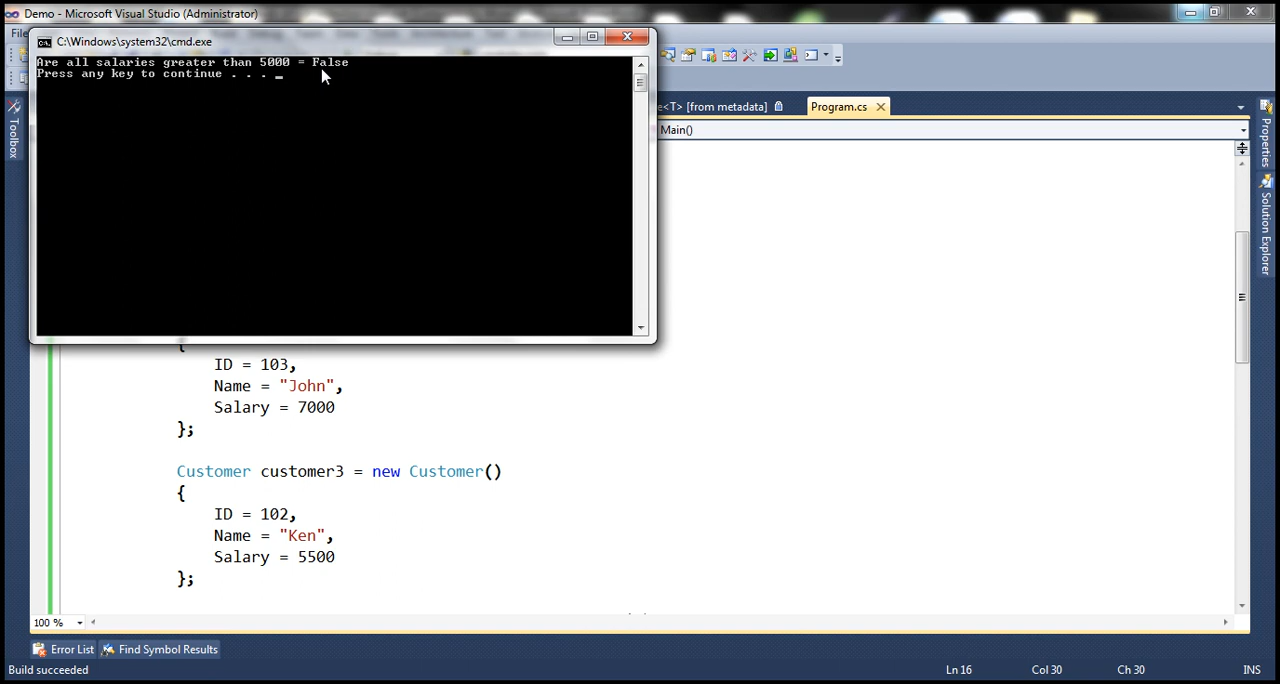 Demo - Microsoft Visual Studio (Administrator)
File
C:\Windows\system32\cmd.exe
Are all salaries greater than 5000 = False
Press any key to continue . . . _
e<T> [from metadata]
Program.cs
Main()
Toolbox
Properties
Solution Explorer
{
ID = 103,
Name = "John",
Salary = 7000
};
Customer customer3 = new Customer()
{
ID = 102,
Name = "Ken",
Salary = 5500
};
100 %
Error List
Find Symbol Results
Build succeeded
Ln 16
Col 30
Ch 30
INS